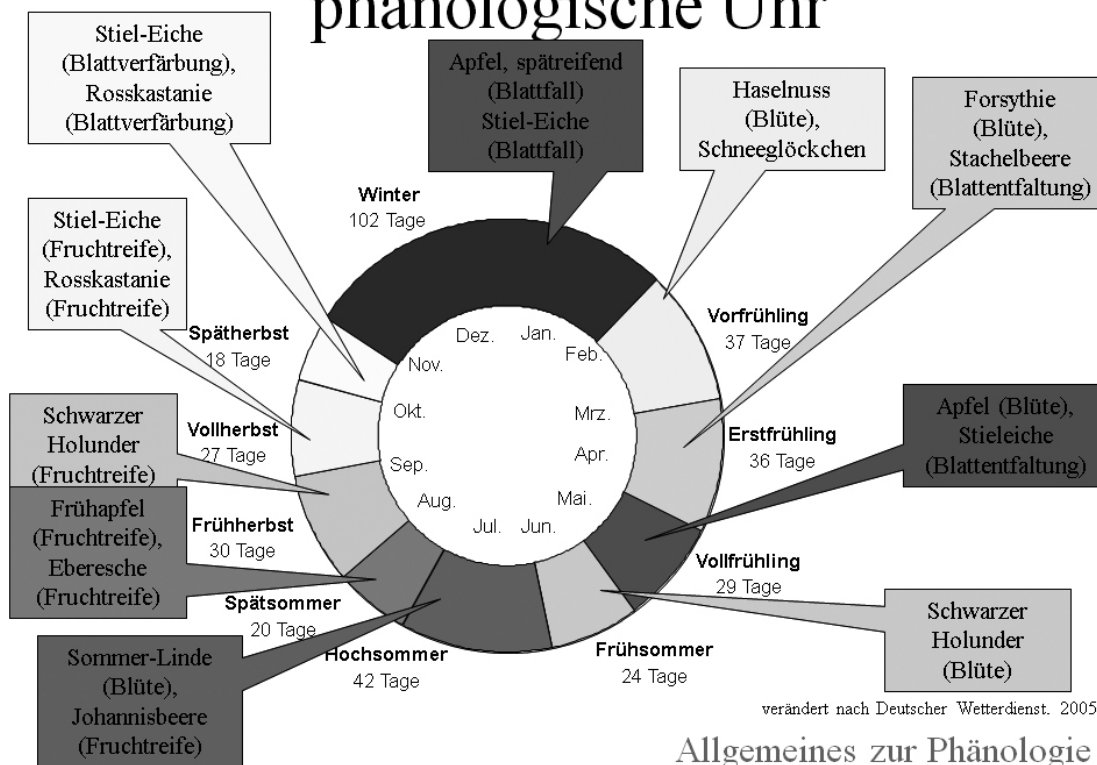 phänologische Uhr
Stiel-Eiche
(Blattverfärbung),
Rosskastanie
(Blattverfärbung)
Apfel, spätreifend
(Blattfall)
Stiel-Eiche
(Blattfall)
Haselnuss
(Blüte),
Schneeglöckchen
Forsythie
(Blüte),
Stachelbeere
(Blattentfaltung)
Winter
102 Tage
Stiel-Eiche
(Fruchtreife),
Rosskastanie
(Fruchtreife)
Spätherbst
18 Tage
Vorfrühling
37 Tage
Dez.
Jan.
Feb.
Nov.
Okt.
Mrz.
Sep.
Apr.
Aug.
Mai.
Jul.
Jun.
Schwarzer
Holunder
(Fruchtreife)
Vollherbst
27 Tage
Erstfrühling
36 Tage
Apfel (Blüte),
Stieleiche
(Blattentfaltung)
Frühapfel
(Fruchtreife),
Eberesche
(Fruchtreife)
Frühherbst
30 Tage
Vollfrühling
29 Tage
Spätsommer
20 Tage
Schwarzer
Holunder
(Blüte)
Sommer-Linde
(Blüte),
Johannisbeere
(Fruchtreife)
Hochsommer
42 Tage
Frühsommer
24 Tage
verändert nach Deutscher Wetterdienst. 2005
Allgemeines zur Phänologie